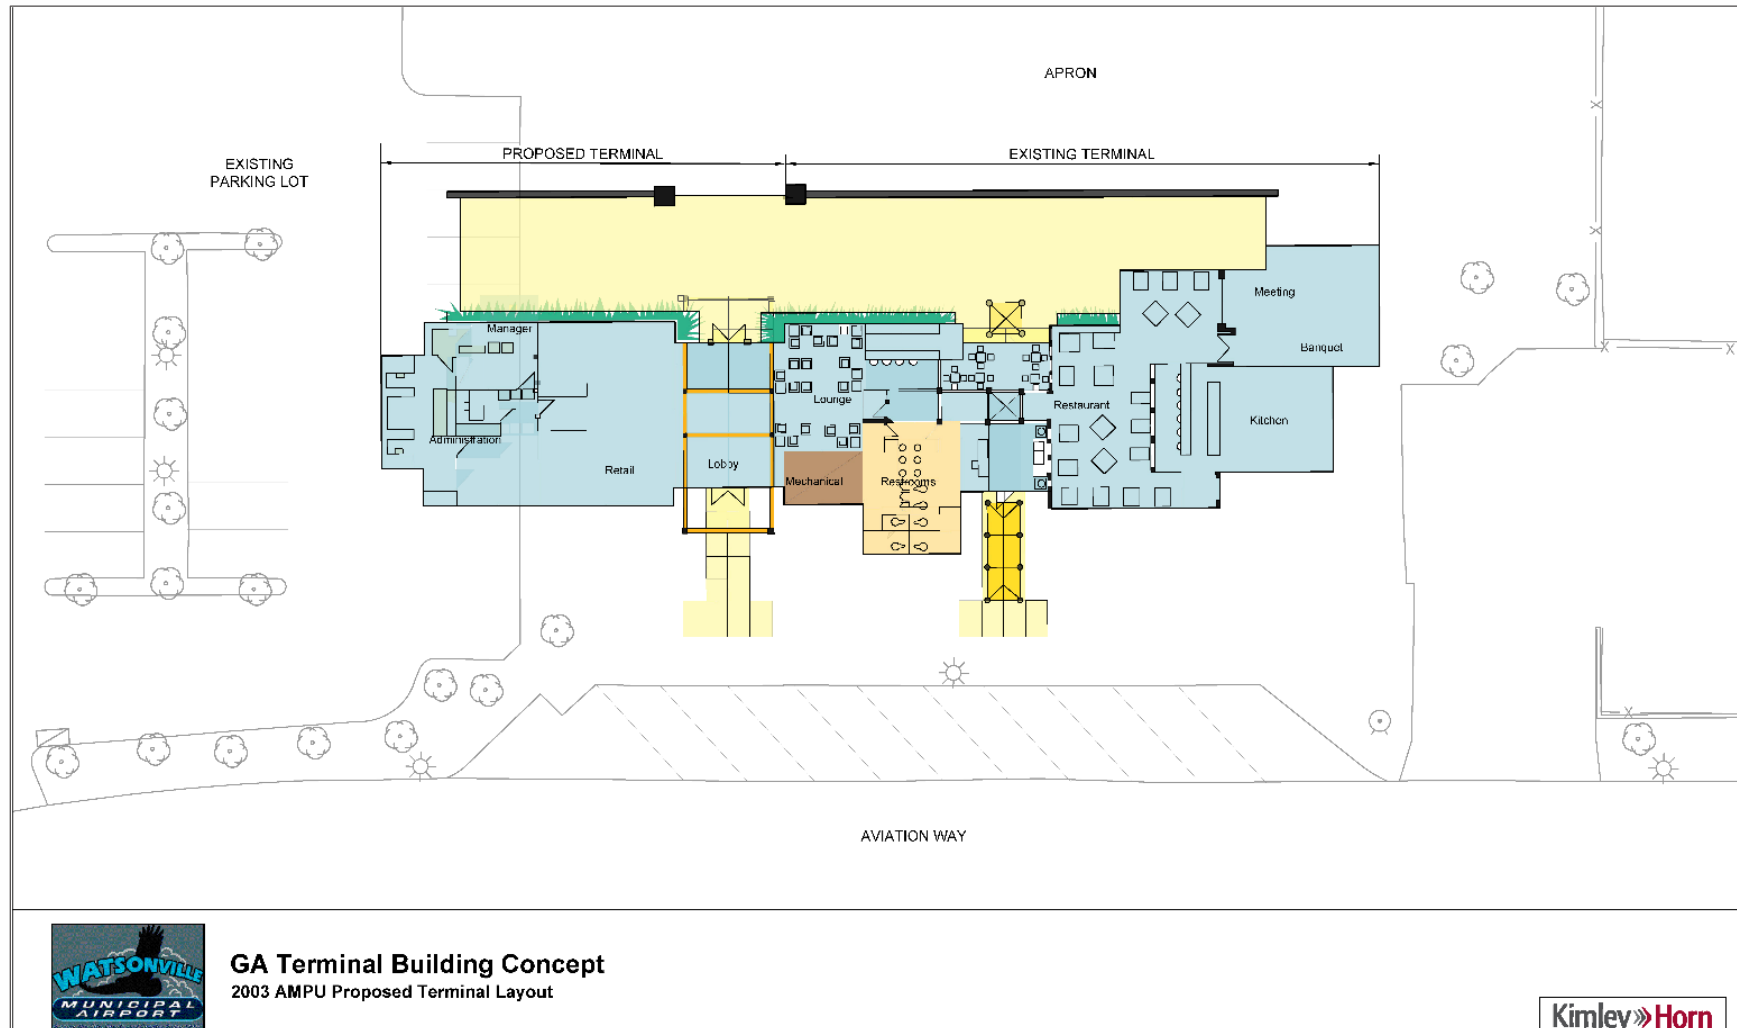 APRON
PROPOSED TERMINAL
EXISTING TERMINAL
EXISTING
PARKING LOT
Meeting
Manager
Banquet
Lounge
Restaurant
Kitchen
Administration
Retail
Lobby
Mechanical
Restrooms
AVIATION WAY
WATSONVILLE
MUNICIPAL
AIRPORT
GA Terminal Building Concept
2003 AMPU Proposed Terminal Layout
Kimley»Horn